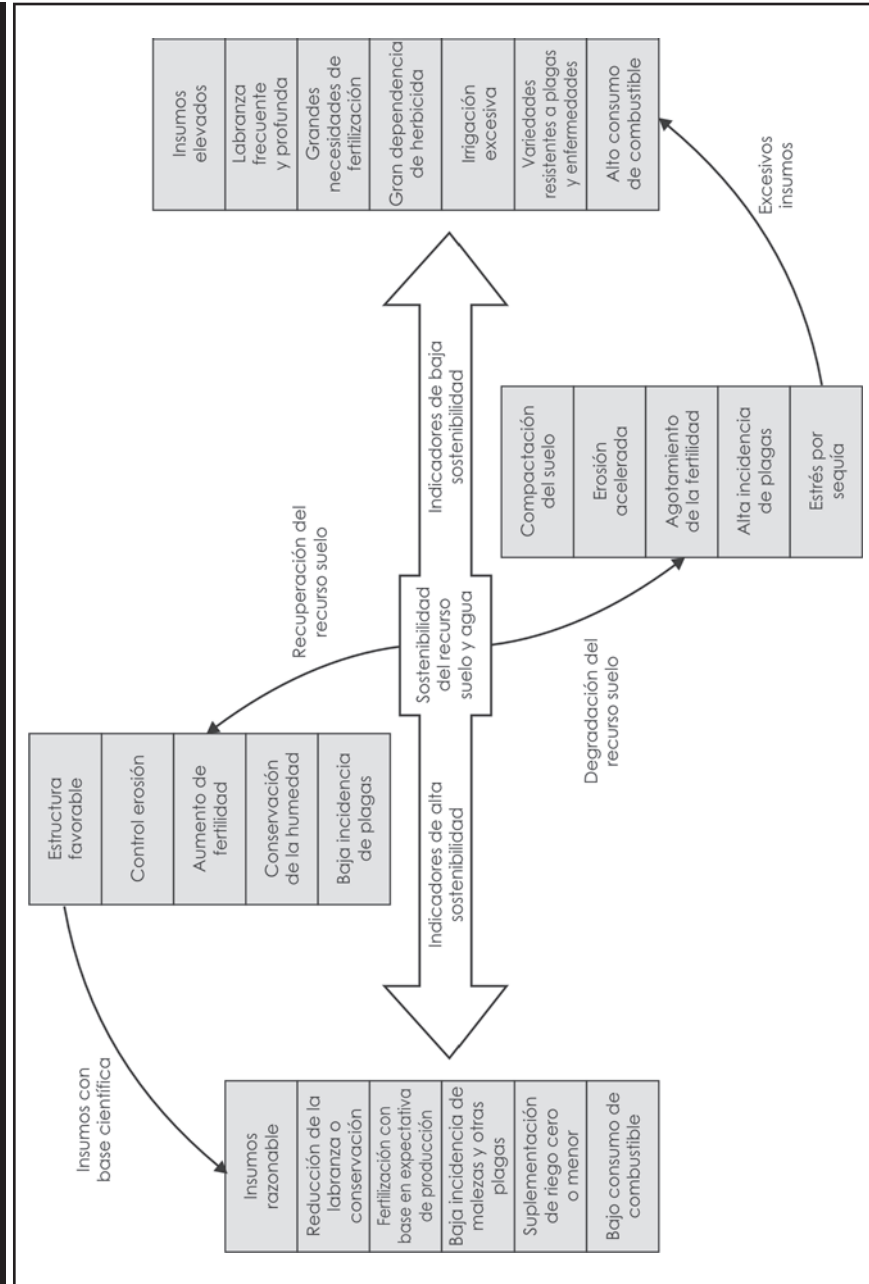 Insumos con
base científica
Insumos
razonable
Reducción de la
labranza o
conservación
Fertilización con
base en expectativa
de producción
Baja incidencia de
malezas y otras
plagas
Suplementación
de riego cero
o menor
Bajo consumo de
combustible
Estructura
favorable
Control erosión
Aumento de
fertilidad
Conservación
de la humedad
Baja incidencia
de plagas
Recuperación del
recurso suelo
Indicadores de alta
sostenibilidad
Sostenibilidad
del recurso
suelo y agua
Indicadores de baja
sostenibilidad
Degradación del
recurso suelo
Compactación
del suelo
Erosión
acelerada
Agotamiento
de la fertilidad
Alta incidencia
de plagas
Estrés por
sequía
Excesivos
insumos
Insumos
elevados
Labranza
frecuente
y profunda
Grandes
necesidades de
fertilización
Gran dependencia
de herbicida
Irrigación
excesiva
Variedades
resistentes a plagas
y enfermedades
Alto consumo
de combustible